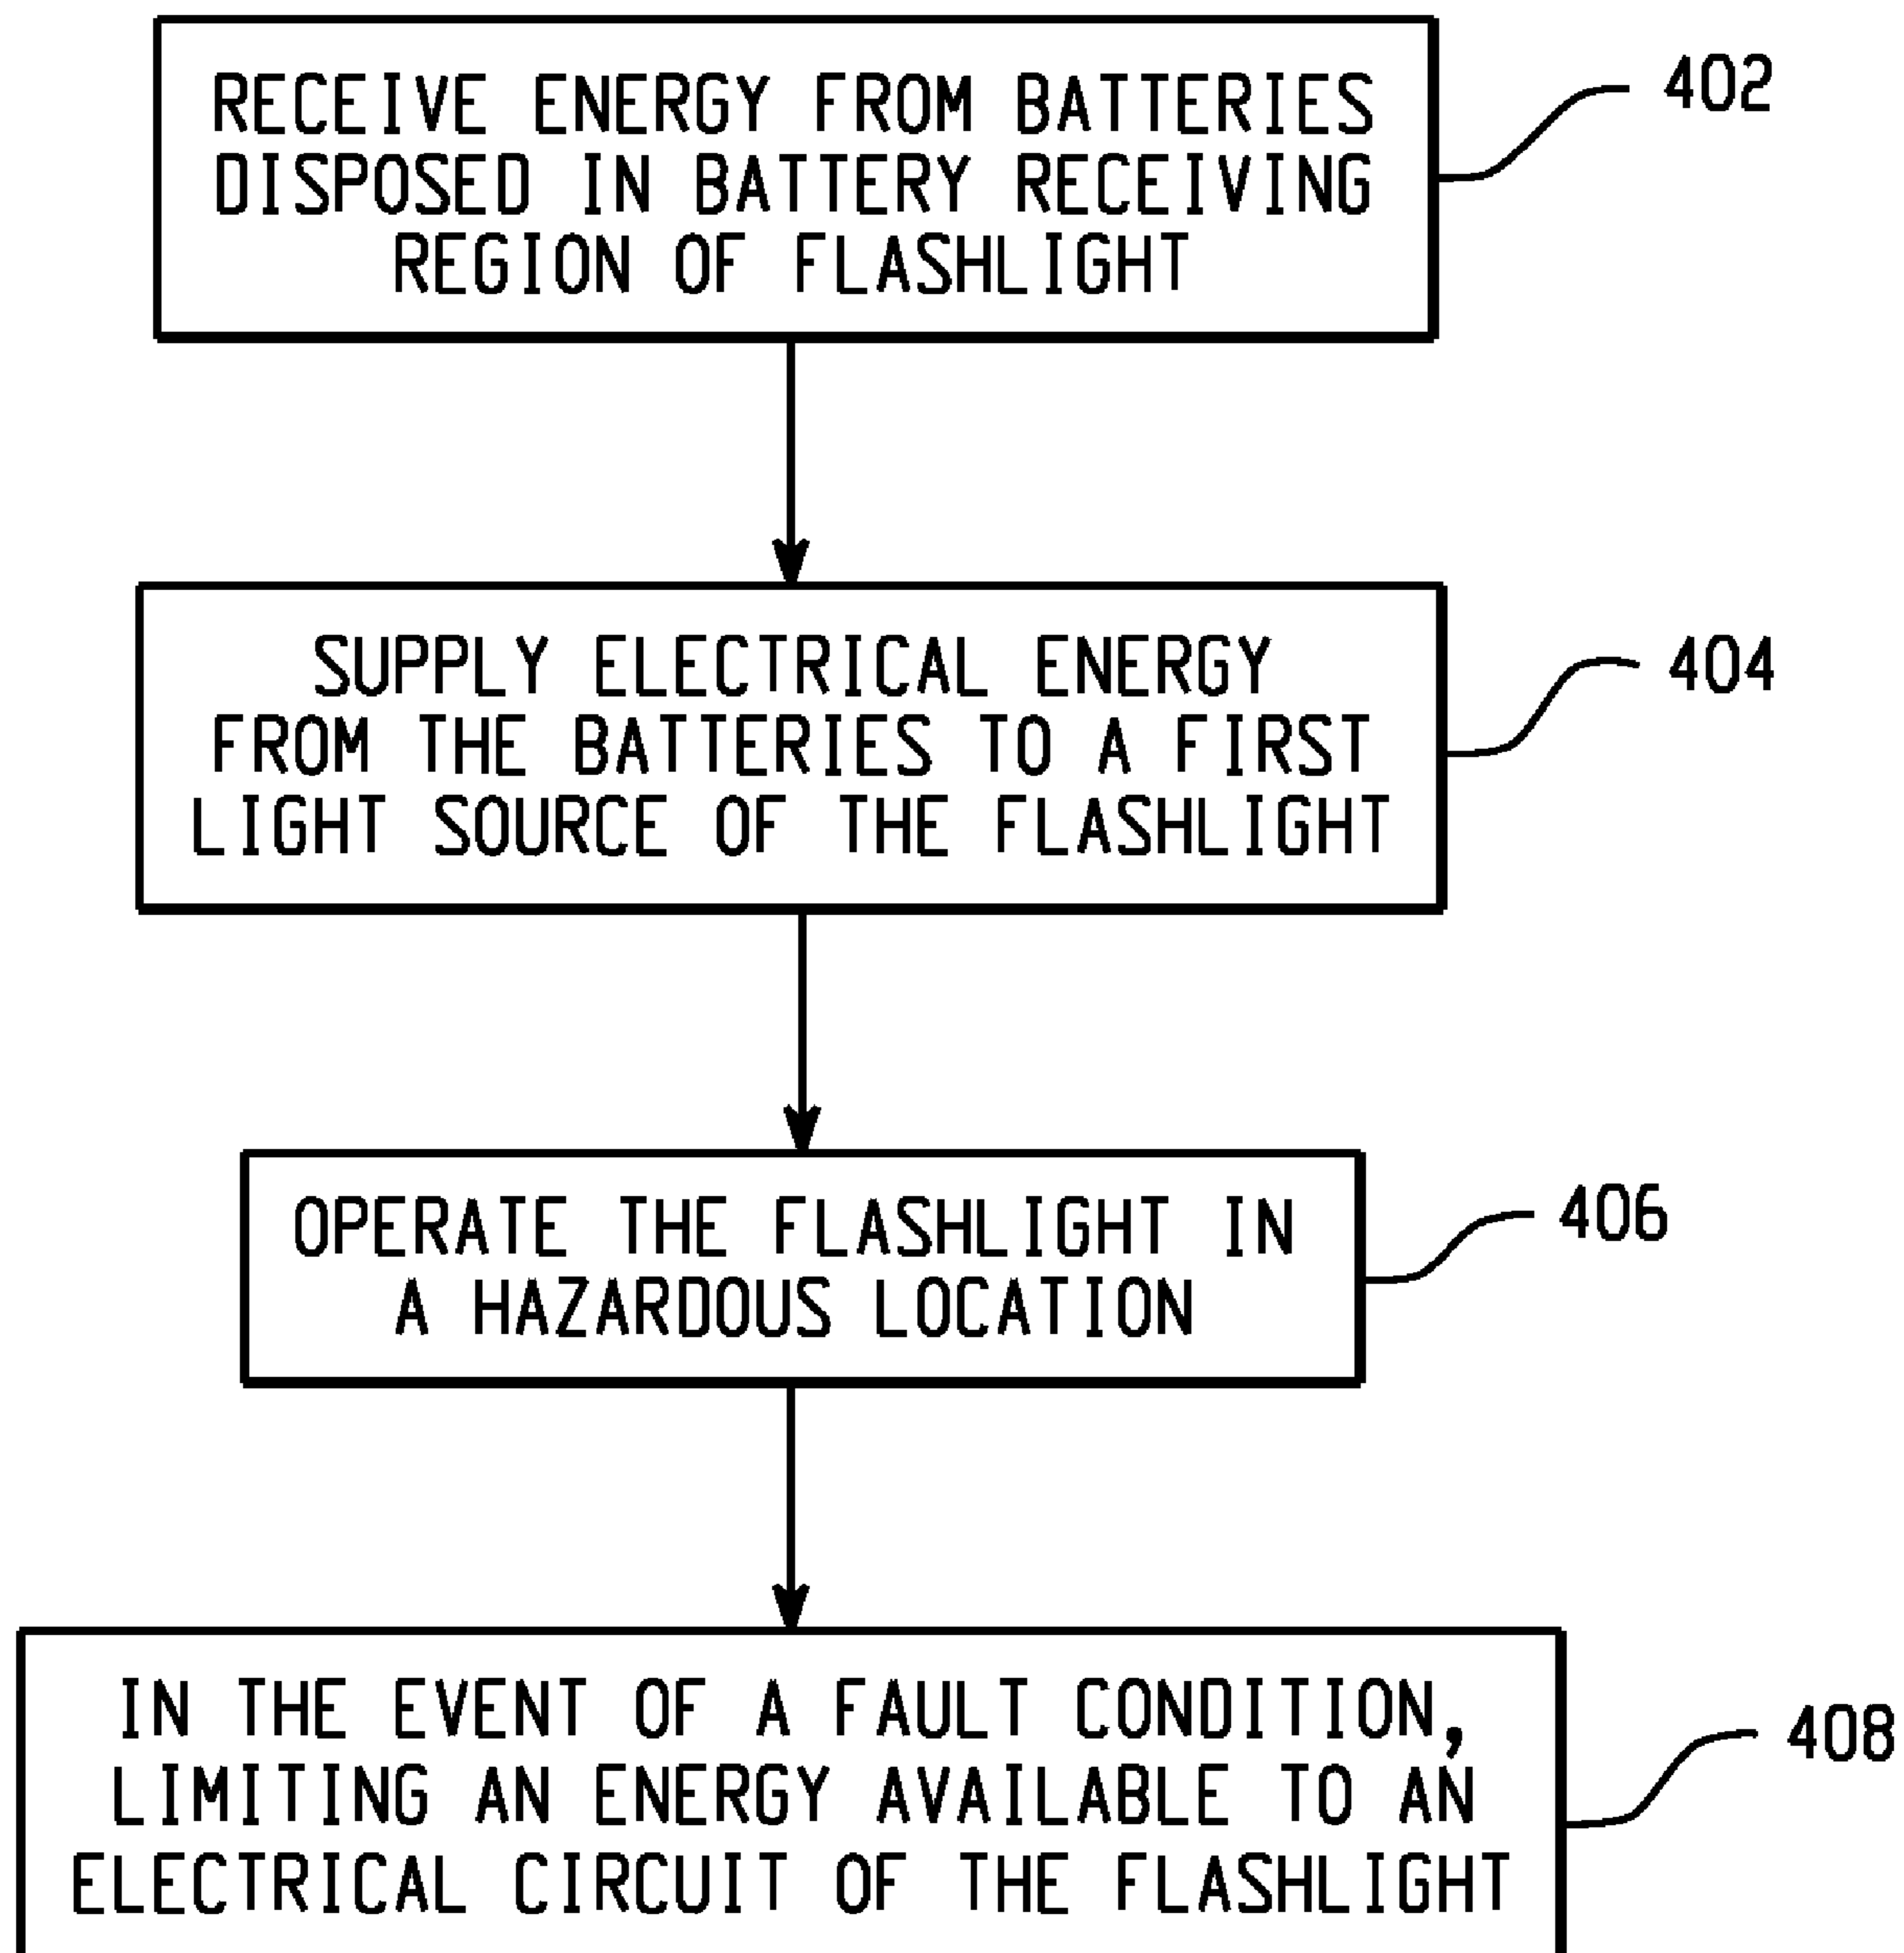 RECEIVE ENERGY FROM BATTERIES
DISPOSED IN BATTERY RECEIVING
REGION OF FLASHLIGHT
402
SUPPLY ELECTRICAL ENERGY
FROM THE BATTERIES TO A FIRST
LIGHT SOURCE OF THE FLASHLIGHT
404
OPERATE THE FLASHLIGHT IN
A HAZARDOUS LOCATION
406
IN THE EVENT OF A FAULT CONDITION,
LIMITING AN ENERGY AVAILABLE TO AN
ELECTRICAL CIRCUIT OF THE FLASHLIGHT
408